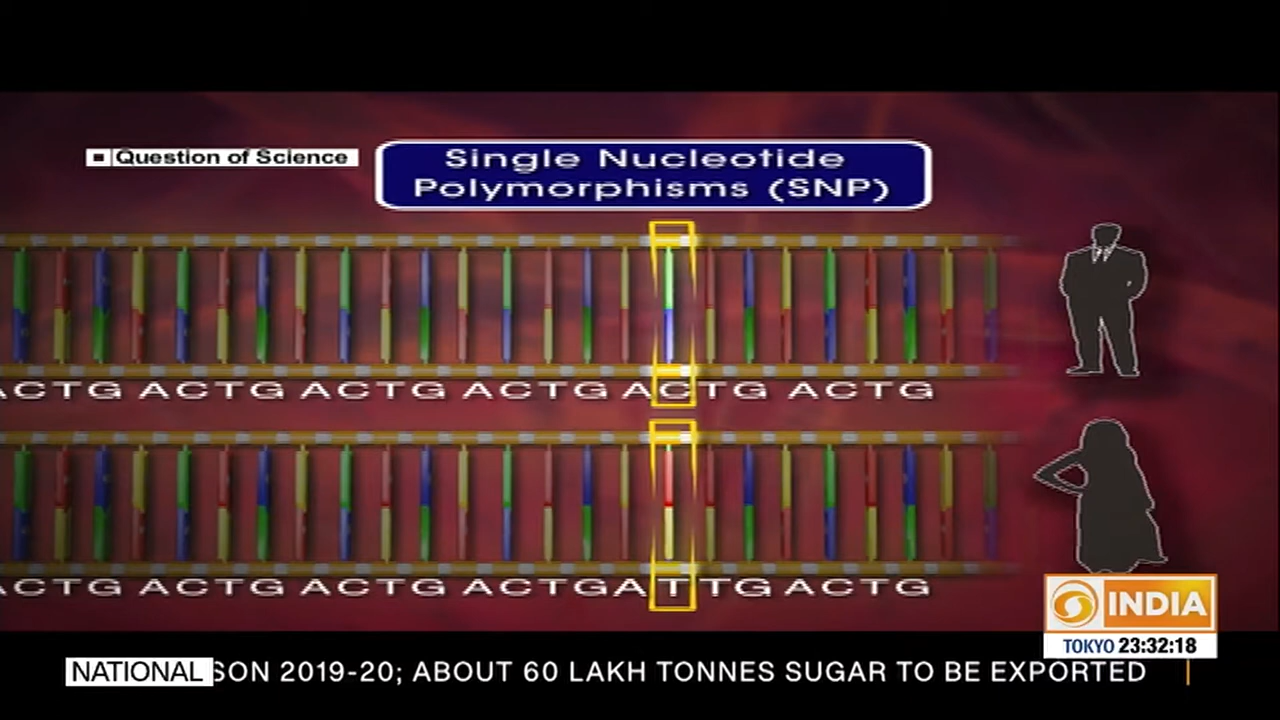 Question of Science
Single Nucleotide
Polymorphisms (SNP)
ACTG ACTG ACTG ACTG ACTG ACTG
ACTG ACTG ACTG ACTGATTG ACTG
INDIA
TOKYO 23:32:18
NATIONAL SON 2019-20; ABOUT 60 LAKH TONNES SUGAR TO BE EXPORTED